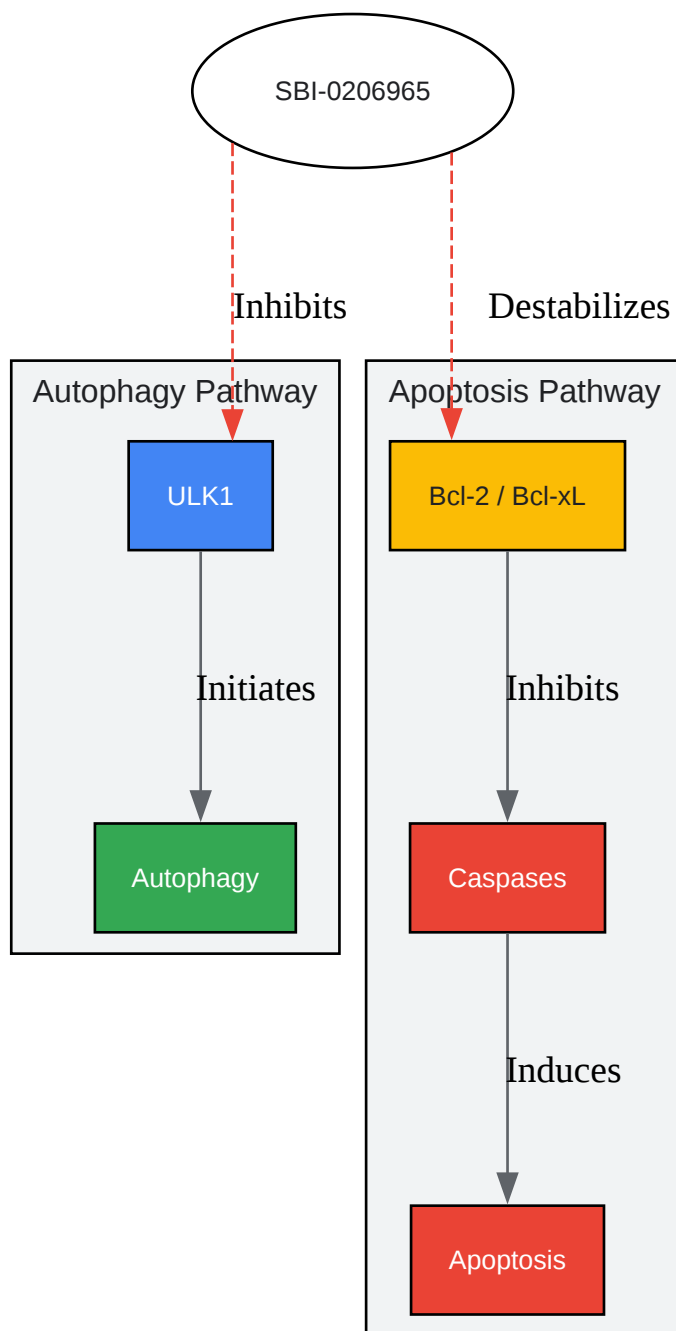 SBI-0206965
Inhibits
Destabilizes
Autophagy Pathway
Apoptosis Pathway
ULK1
Bcl-2 / Bcl-xL
Initiates
Inhibits
Autophagy
Caspases
Induces
Apoptosis